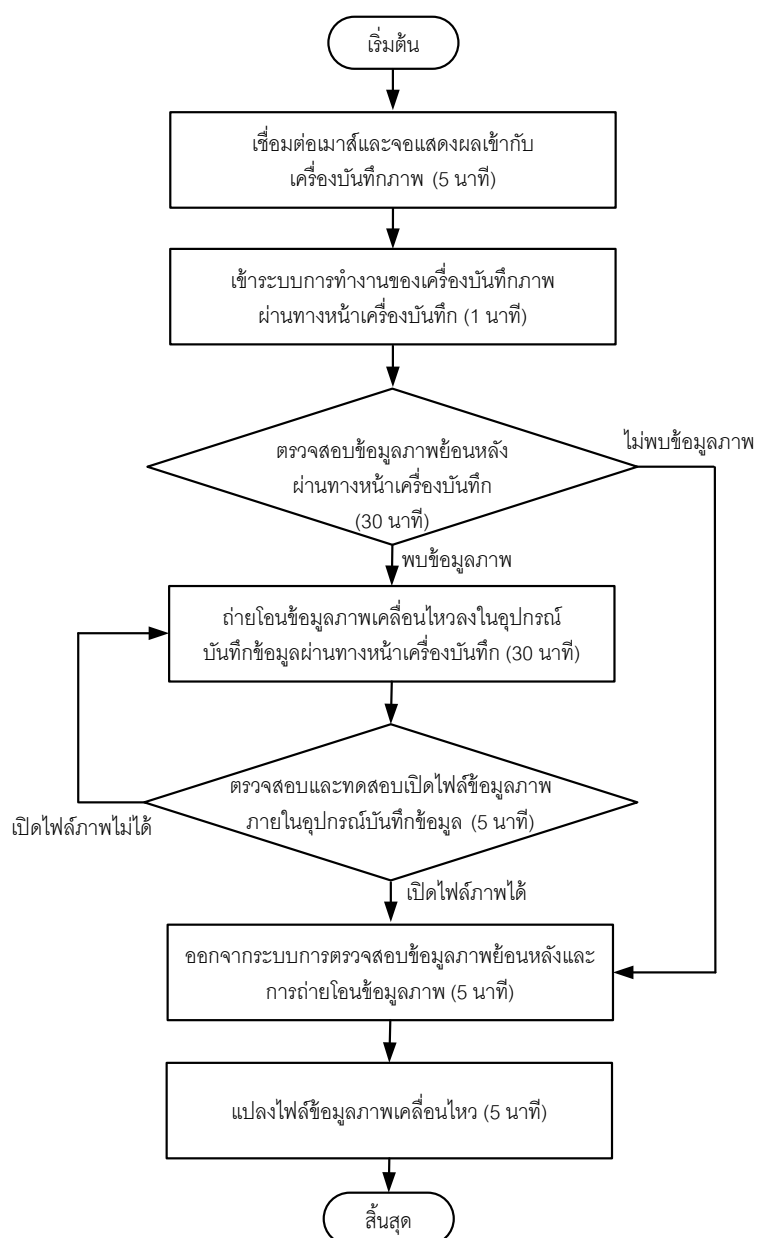 เริ่มต้น
เชื่อมต่อเมาส์และจอแสดงผลเข้ากับ
เครื่องบันทึกภาพ (5 นาที)
เข้าระบบการทำงานของเครื่องบันทึกภาพ
ผ่านทางหน้าเครื่องบันทึก (1 นาที)
ไม่พบข้อมูลภาพ
ตรวจสอบข้อมูลภาพย้อนหลัง
ผ่านทางหน้าเครื่องบันทึก
(30 นาที)
พบข้อมูลภาพ
ถ่ายโอนข้อมูลภาพเคลื่อนไหวลงในอุปกรณ์
บันทึกข้อมูลผ่านทางหน้าเครื่องบันทึก (30 นาที)
ตรวจสอบและทดสอบเปิดไฟล์ข้อมูลภาพ
ภายในอุปกรณ์บันทึกข้อมูล (5 นาที)
เปิดไฟล์ภาพไม่ได้
เปิดไฟล์ภาพได้
ออกจากระบบการตรวจสอบข้อมูลภาพย้อนหลังและ
การถ่ายโอนข้อมูลภาพ (5 นาที)
แปลงไฟล์ข้อมูลภาพเคลื่อนไหว (5 นาที)
สิ้นสุด